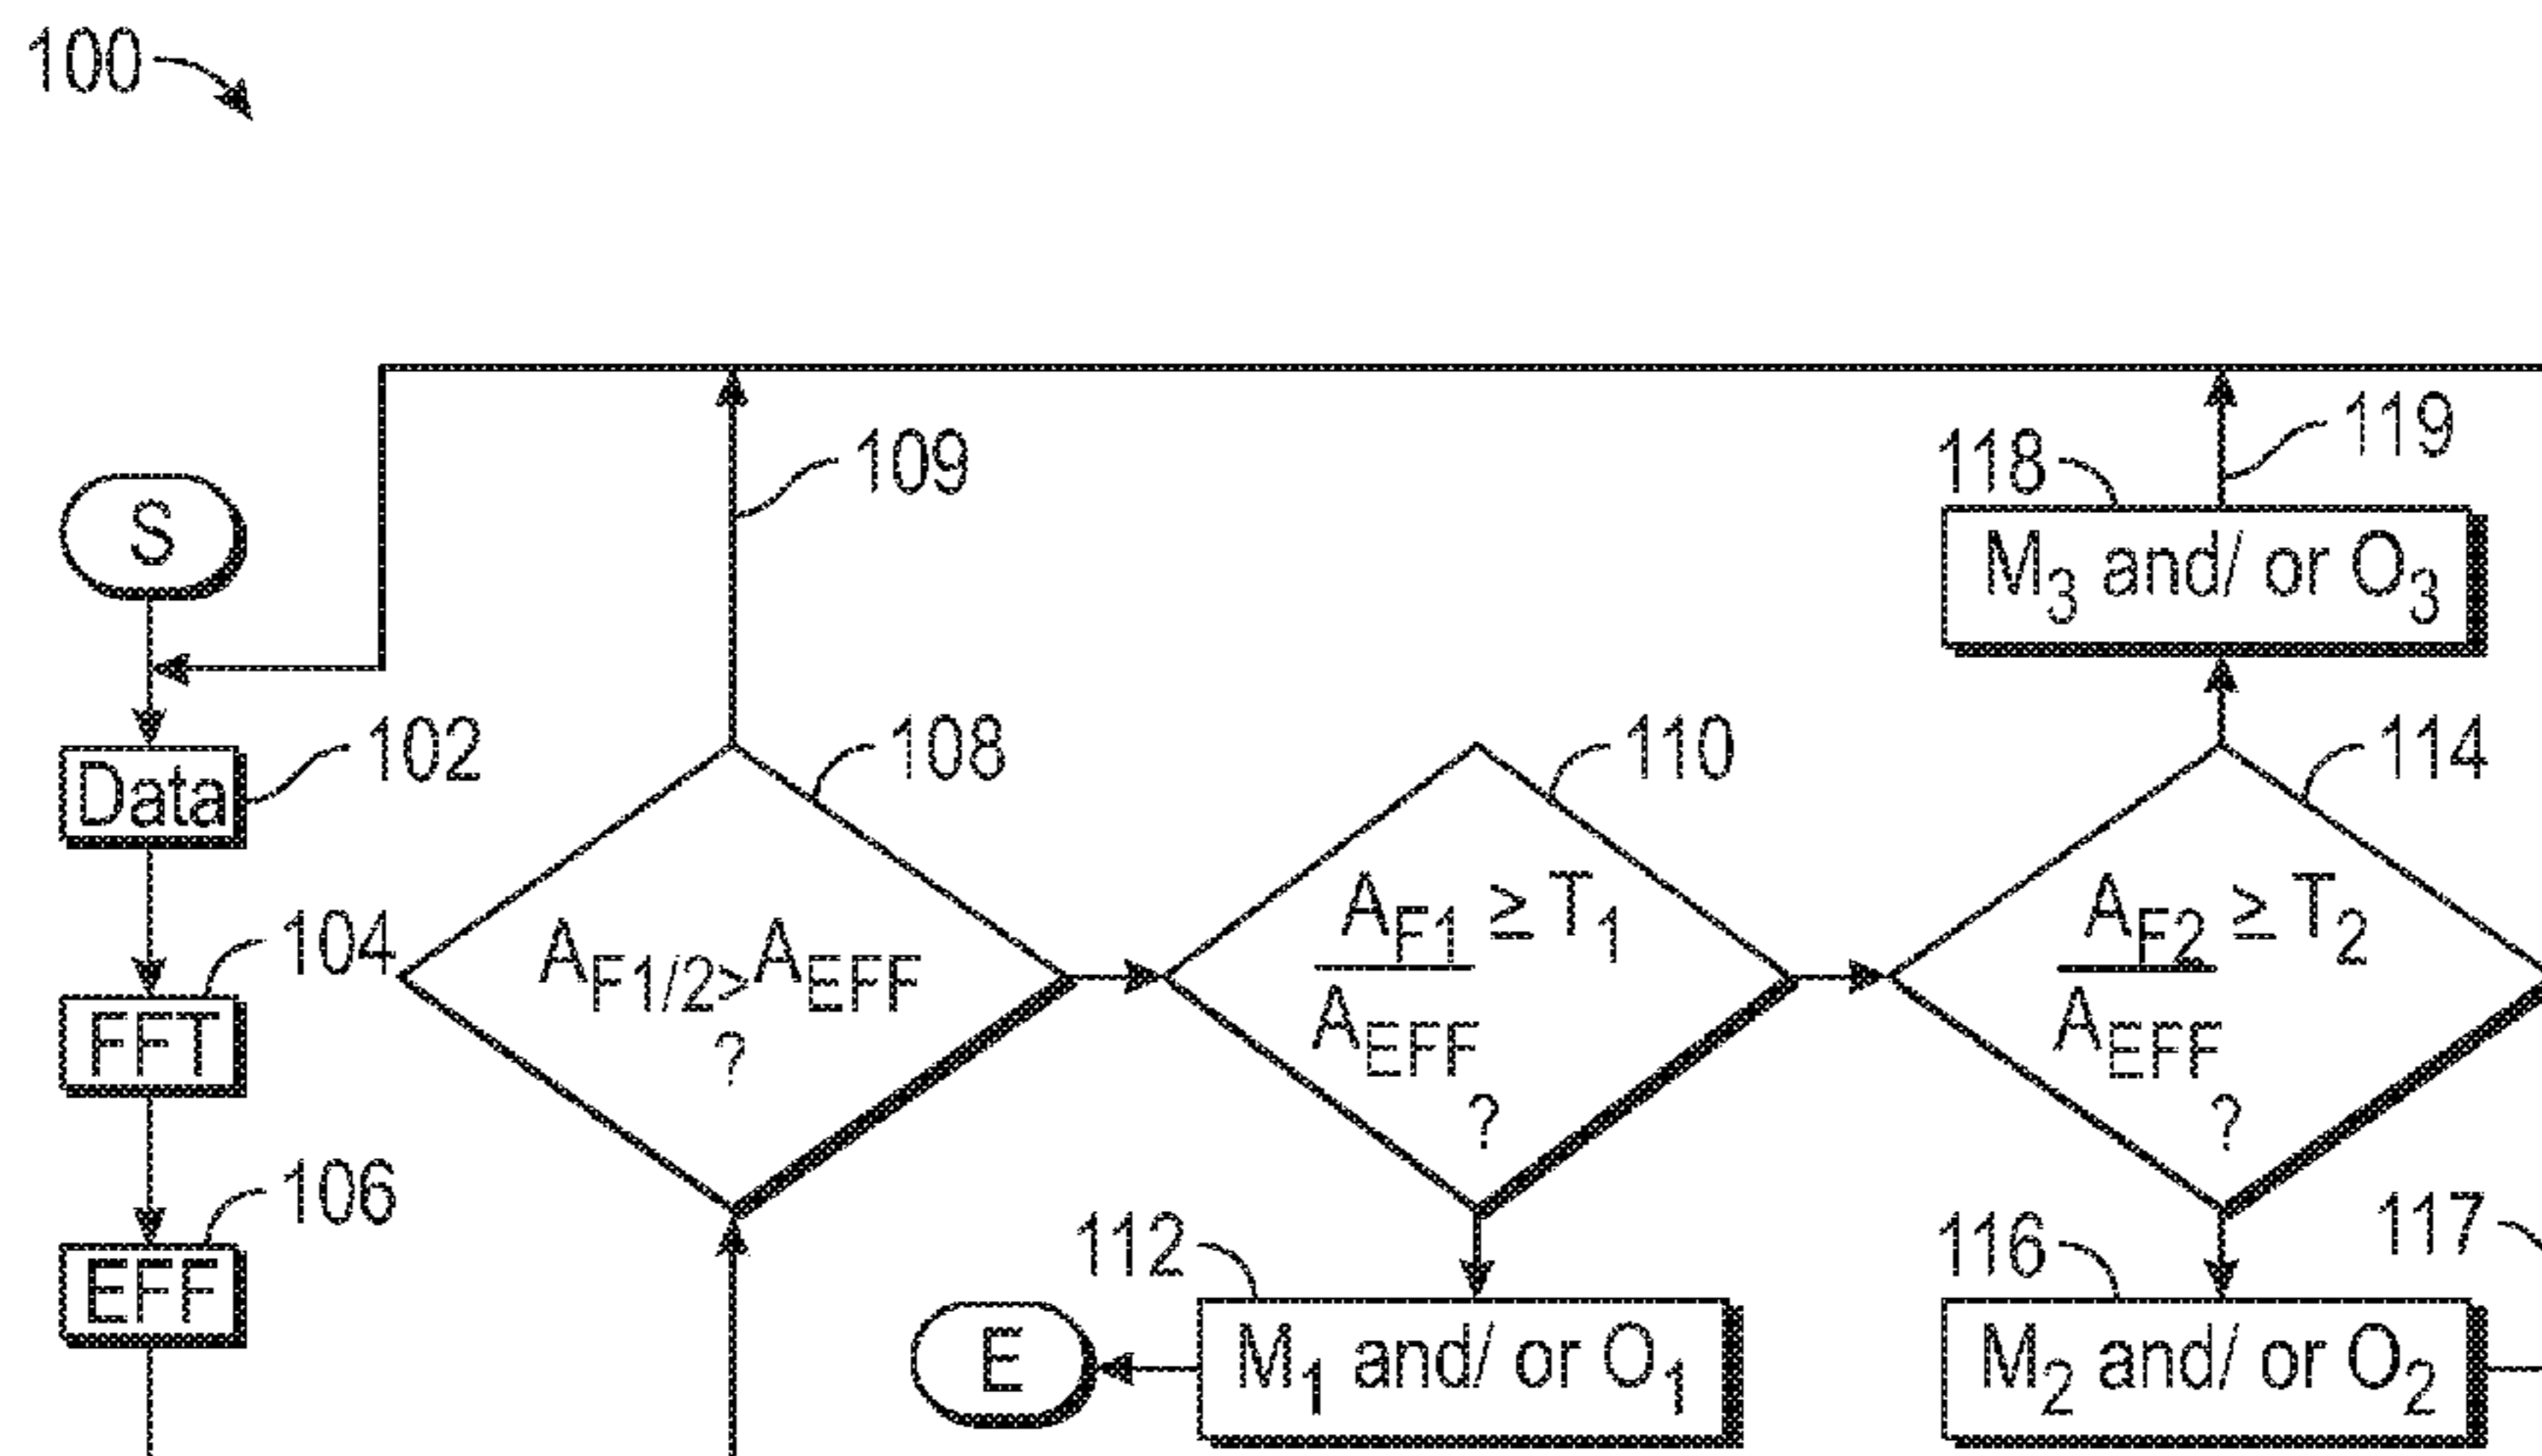 100
109
119
118
S
M3 and/ or O3
102
108
110
114
Data
AF1 ≥ T1
AF2 ≥ T2
104
AF1/2≥AEFF
AEFF
AEFF
FFT
?
?
?
106
112
116
117
EFF
E
M1 and/ or O1
M2 and/ or O2